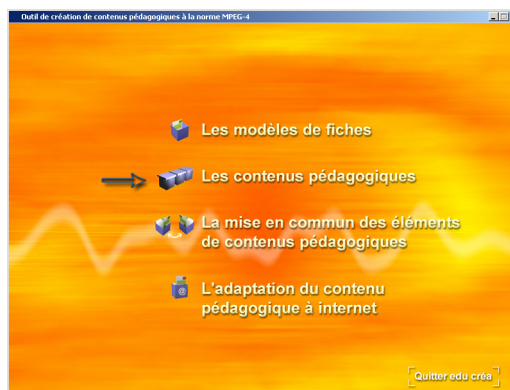 Outil de création de contenus pédagogiques à la norme MPEG-4
Les modèles de fiches
Les contenus pédagogiques
La mise en commun des éléments
de contenus pédagogiques
L'adaptation du contenu
pédagogique à internet
@
Quitter edu créa